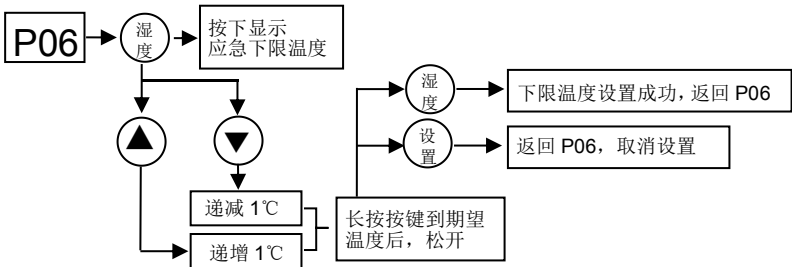 P06
湿
度
按下显示
应急下限温度
湿
度
下限温度设置成功，返回 P06
设
置
返回 P06，取消设置
▲
▼
递减 1℃
递增 1℃
长按按键到期望
温度后，松开